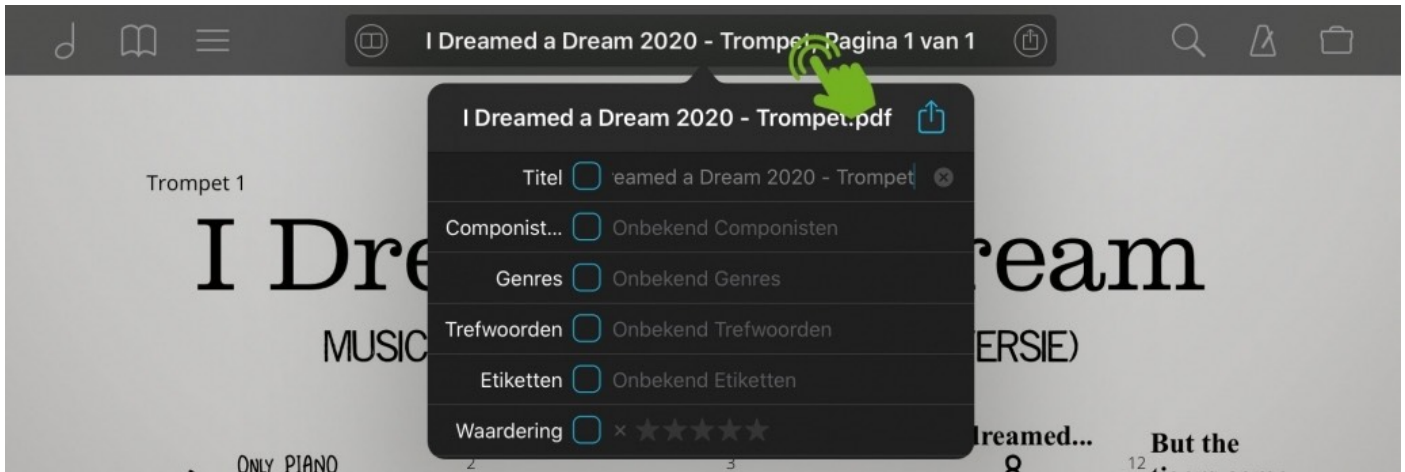 I Dreamed a Dream 2020 - Trompet, Pagina 1 van 1
I Dreamed a Dream 2020 - Trompet.pdf
Trompet 1
Titel eamed a Dream 2020 - Trompet
Componist... Onbekend Componisten
I Dre ream
Genres Onbekend Genres
Trefwoorden Onbekend Trefwoorden
MUSIC ERSIE)
Etiketten Onbekend Etiketten
Waardering × ★★★★★
dreamed... But the
ONLY PIANO 2 3 8 12